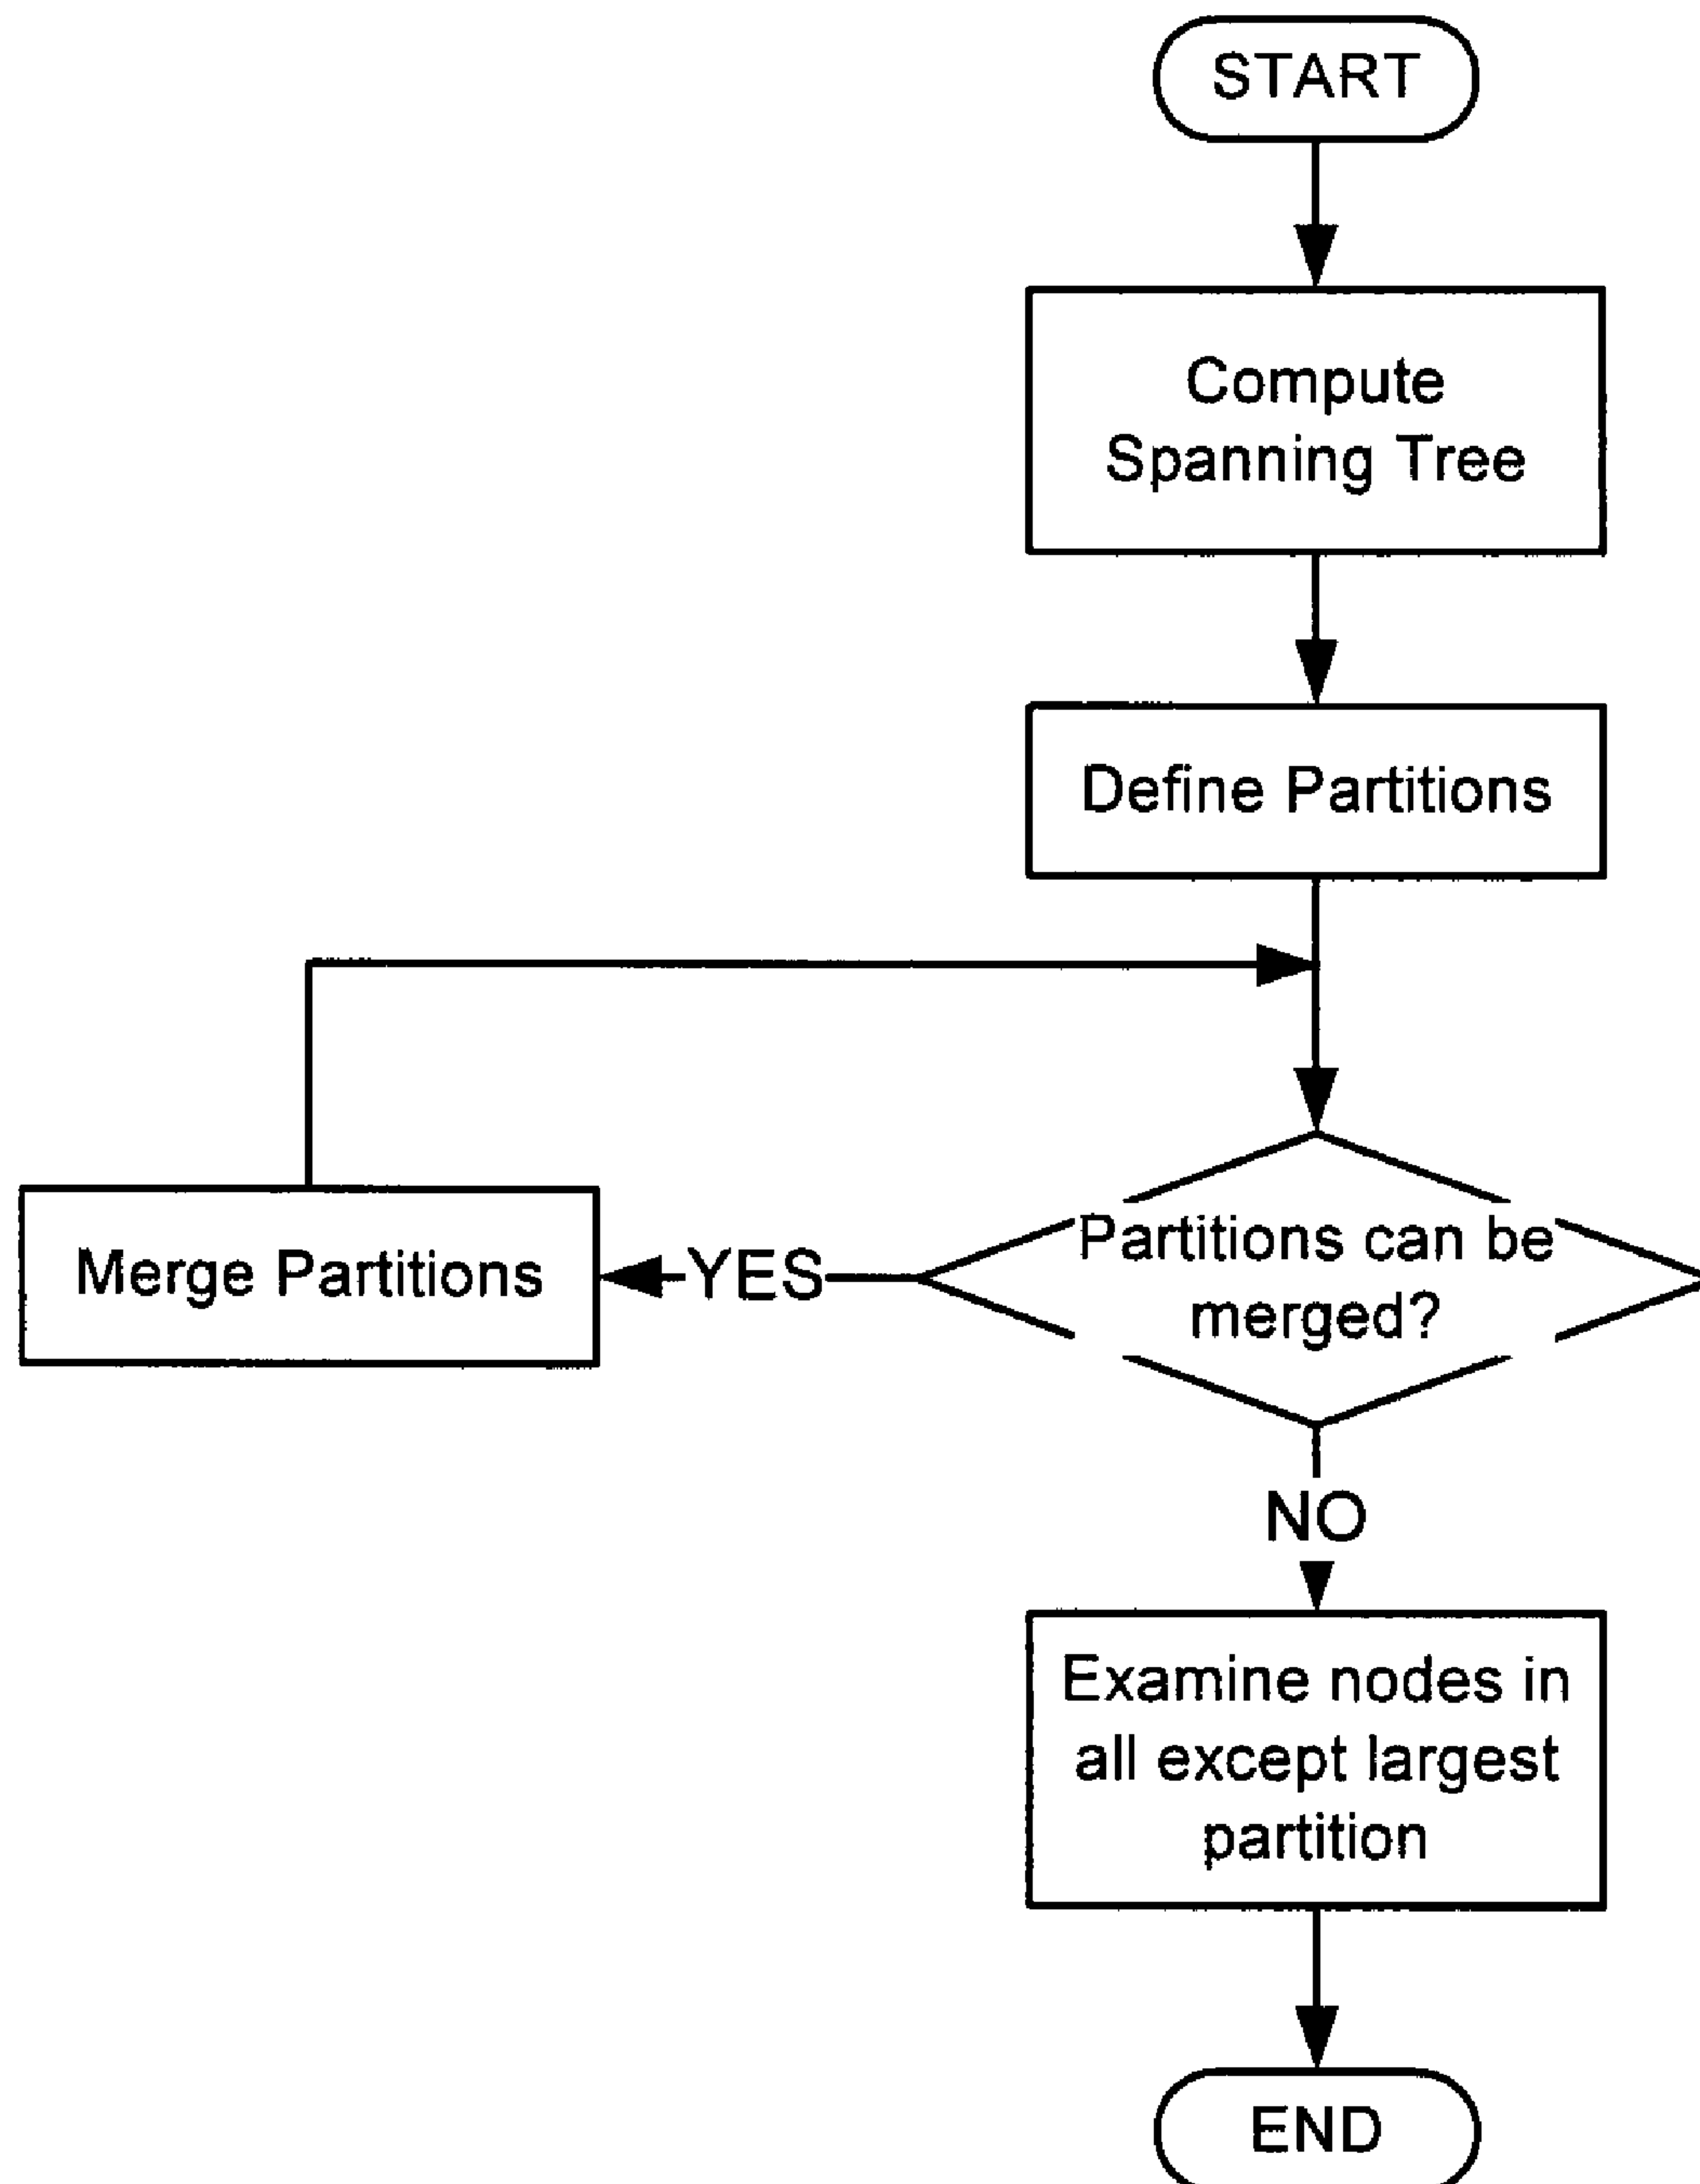 START
Compute
Spanning Tree
Define Partitions
Partitions can be
merged?
YES
Merge Partitions
NO
Examine nodes in
all except largest
partition
END